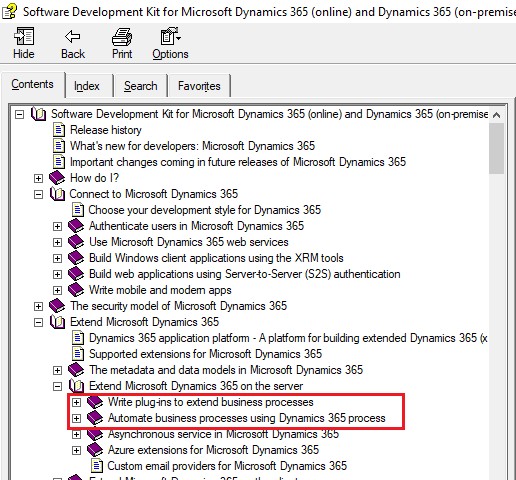 Software Development Kit for Microsoft Dynamics 365 (online) and Dynamics 365 (on-premise
Hide Back Print Options
Contents Index Search Favorites
Software Development Kit for Microsoft Dynamics 365 (online) and Dynamics 365 (on-premise
Release history
What's new for developers: Microsoft Dynamics 365
Important changes coming in future releases of Microsoft Dynamics 365
How do I?
Connect to Microsoft Dynamics 365
Choose your development style for Dynamics 365
Authenticate users in Microsoft Dynamics 365
Use Microsoft Dynamics 365 web services
Build Windows client applications using the XRM tools
Build web applications using Server-to-Server (S2S) authentication
Write mobile and modern apps
The security model of Microsoft Dynamics 365
Extend Microsoft Dynamics 365
Dynamics 365 application platform - A platform for building extended Dynamics 365 (x
Supported extensions for Microsoft Dynamics 365
The metadata and data models in Microsoft Dynamics 365
Extend Microsoft Dynamics 365 on the server
Write plug-ins to extend business processes
Automate business processes using Dynamics 365 process
Asynchronous service in Microsoft Dynamics 365
Azure extensions for Microsoft Dynamics 365
Custom email providers for Microsoft Dynamics 365